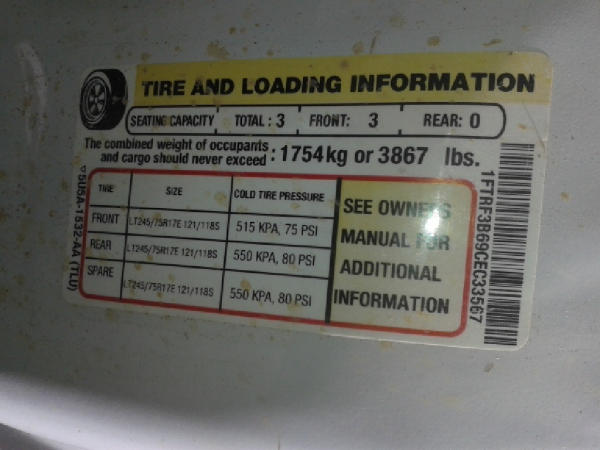 TIRE AND LOADING INFORMATION
SEATING CAPACITY TOTAL : 3 FRONT: 3 REAR: 0
The combined weight of occupants
and cargo should never exceed : 1754kg or 3867 lbs.
TIRE SIZE COLD TIRE PRESSURE
FRONT LT245/75R17E 121/118S 515 KPA, 75 PSI
REAR LT245/75R17E 121/118S 550 KPA, 80 PSI
SPARE LT245/75R17E 121/118S 550 KPA, 80 PSI
SEE OWNERS
MANUAL FOR
ADDITIONAL
INFORMATION
5U5A-1532-AA (TLU)